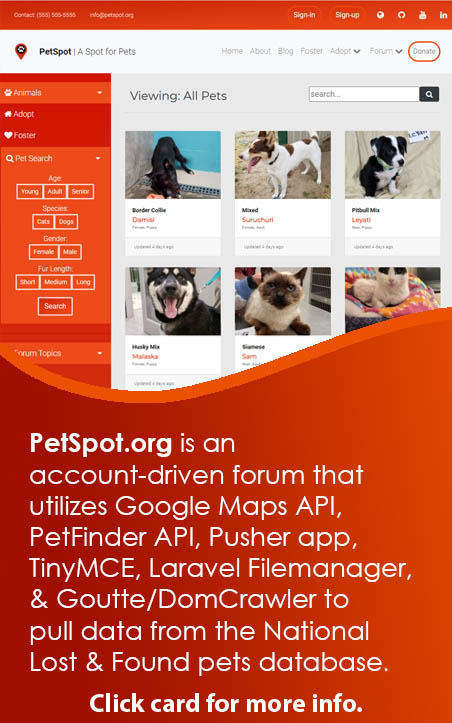 Contact: (555) 555-5555 info@petspot.org Sign-in Sign-up
PetSpot | A Spot for Pets Home About Blog Foster Adopt Forum Donate
Animals
Adopt
Foster
Pet Search
Age:
Young Adult Senior
Species:
Cats Dogs
Gender:
Female Male
Fur Length:
Short Medium Long
Search
Forum Topics
Viewing: All Pets search...
Border Collie
Damisi
Female, Puppy
Updated 4 days ago
Mixed
Suruchuri
Female, Adult
Updated 4 days ago
Pitbull Mix
Leyati
Male, Puppy
Updated 4 days ago
Husky Mix
Malaska
Female, Puppy
Updated 4 days ago
Siamese
Sam
PetSpot.org is an
account-driven forum that
utilizes Google Maps API,
PetFinder API, Pusher app,
TinyMCE, Laravel Filemanager,
& Goutte/DomCrawler to
pull data from the National
Lost & Found pets database.
Click card for more info.